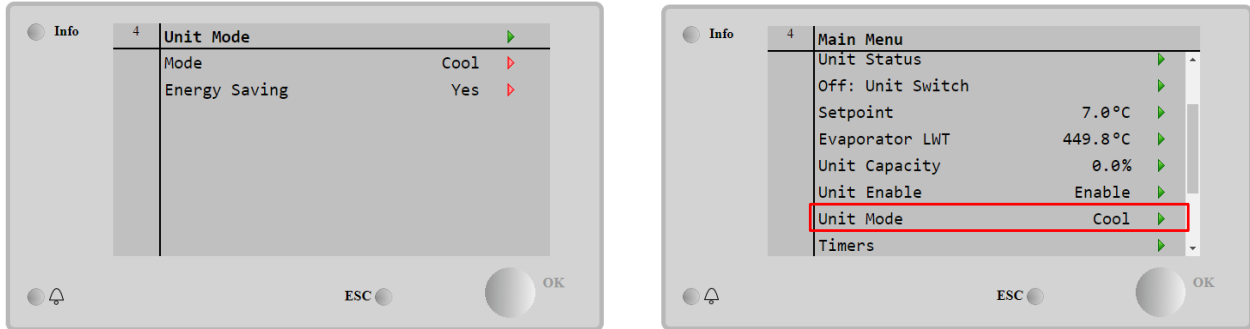 Info
4 Unit Mode
Mode Cool
Energy Saving Yes
ESC
OK
Info
4 Main Menu
Unit Status
Off: Unit Switch
Setpoint 7.0°C
Evaporator LWT 449.8°C
Unit Capacity 0.0%
Unit Enable Enable
Unit Mode Cool
Timers
ESC
OK